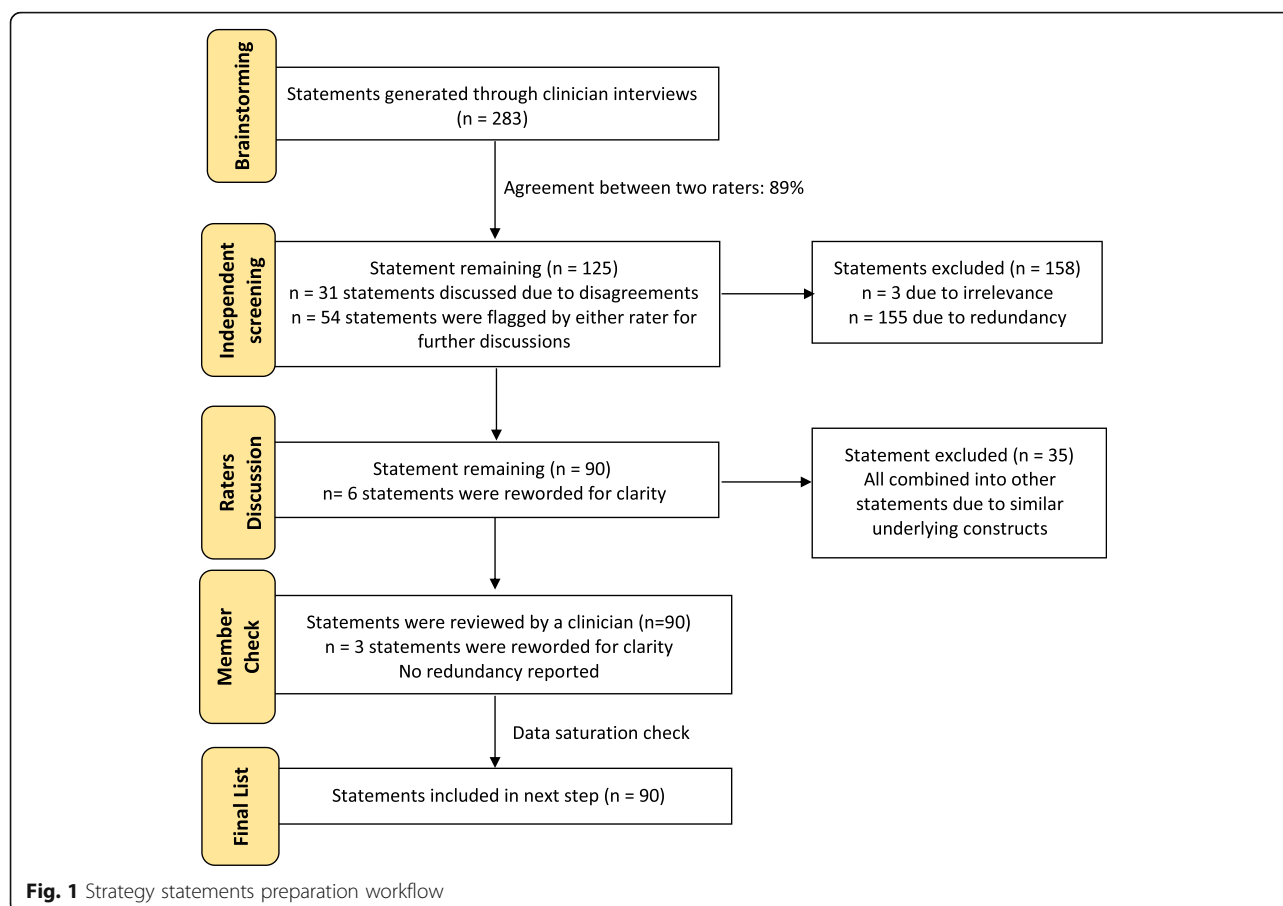 Brainstorming
Statements generated through clinician interviews
(n = 283)
Agreement between two raters: 89%
Independent
screening
Statement remaining (n = 125)
n = 31 statements discussed due to disagreements
n = 54 statements were flagged by either rater for
further discussions
Statements excluded (n = 158)
n = 3 due to irrelevance
n = 155 due to redundancy
Raters
Discussion
Statement remaining (n = 90)
n= 6 statements were reworded for clarity
Statement excluded (n = 35)
All combined into other
statements due to similar
underlying constructs
Member
Check
Statements were reviewed by a clinician (n=90)
n = 3 statements were reworded for clarity
No redundancy reported
Data saturation check
Final List
Statements included in next step (n = 90)
Fig. 1 Strategy statements preparation workflow